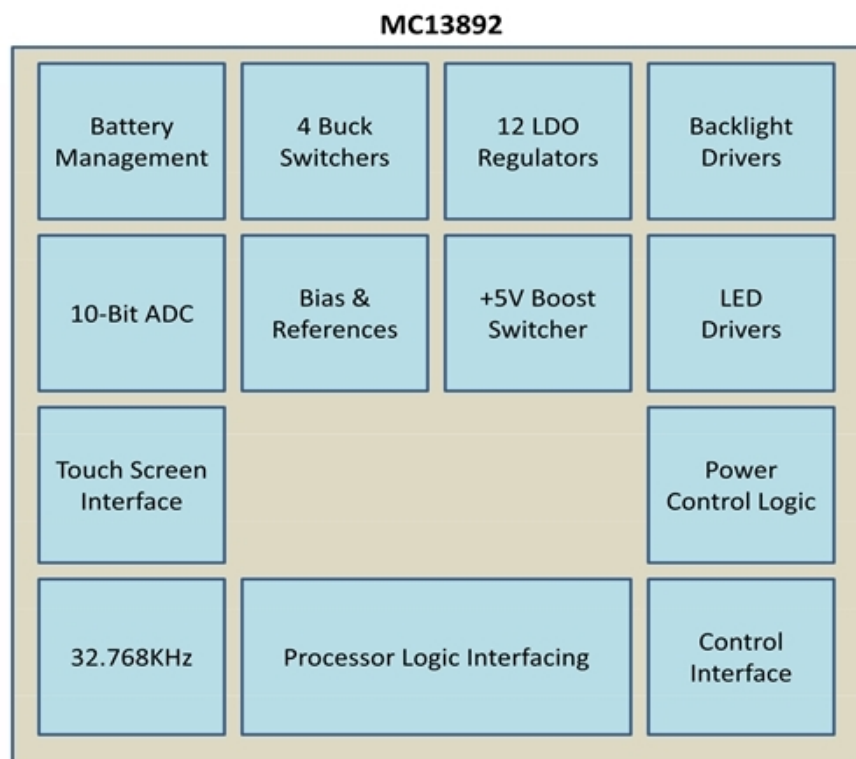 MC13892
Battery
Management
4 Buck
Switchers
12 LDO
Regulators
Backlight
Drivers
10-Bit ADC
Bias &
References
+5V Boost
Switcher
LED
Drivers
Touch Screen
Interface
Power
Control Logic
32.768KHz
Processor Logic Interfacing
Control
Interface